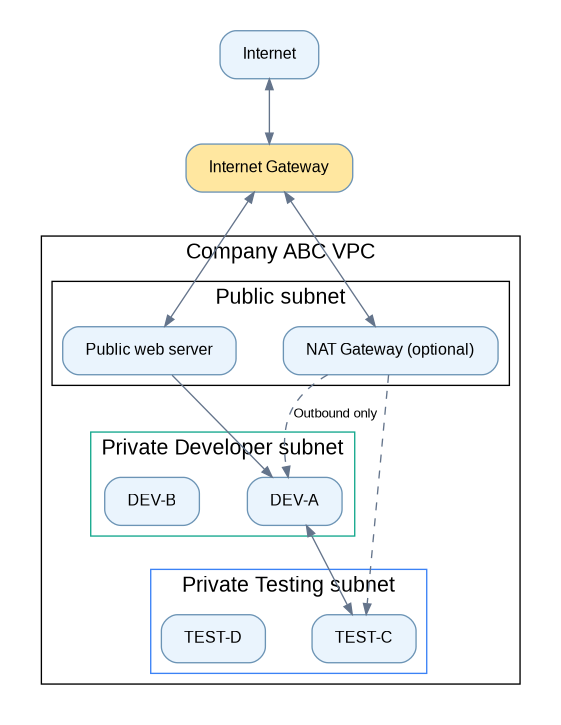 Internet
Internet Gateway
Company ABC VPC
Public subnet
Public web server
NAT Gateway (optional)
Outbound only
Private Developer subnet
DEV-B
DEV-A
Private Testing subnet
TEST-D
TEST-C